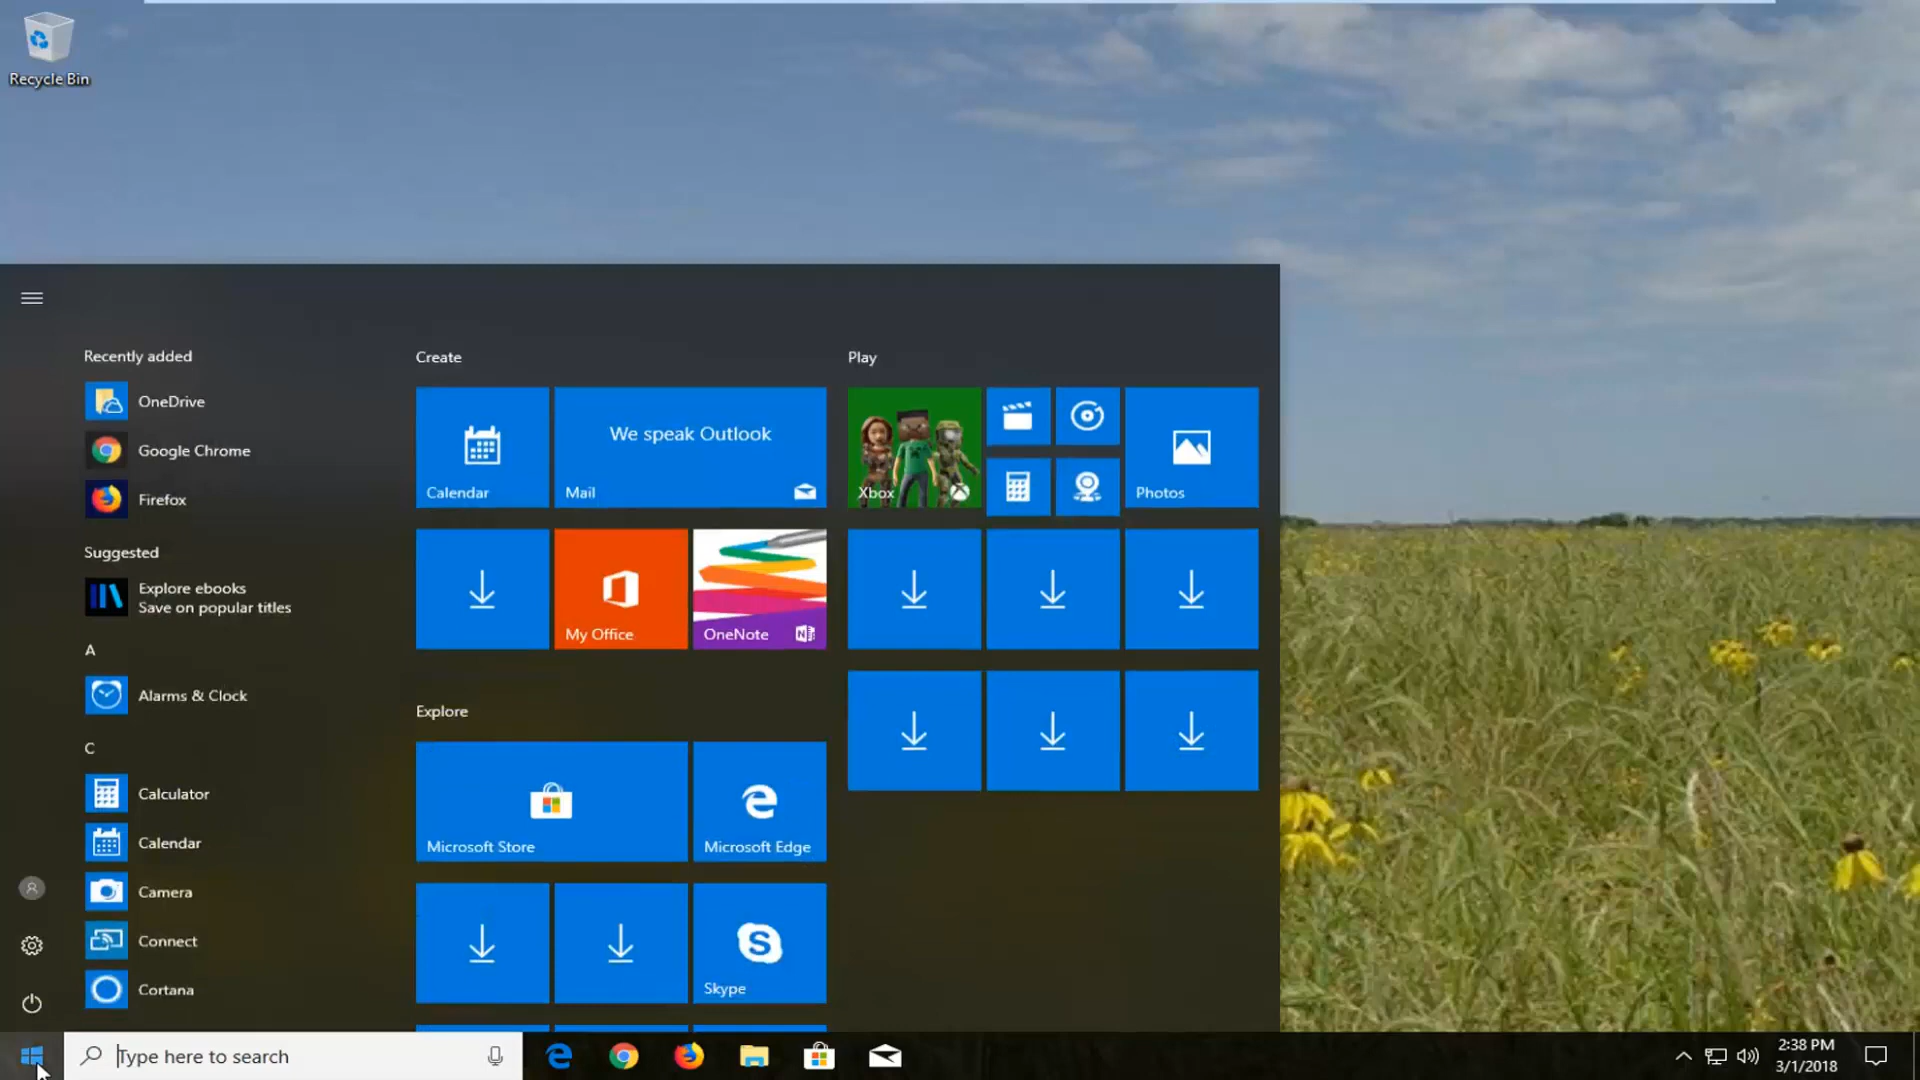 Recycle Bin
Recently added
OneDrive
Google Chrome
Firefox
Suggested
Explore ebooks
Save on popular titles
A
Alarms & Clock
C
Calculator
Calendar
Camera
Connect
Cortana
Create
Calendar
We speak Outlook
Mail
My Office
OneNote
N
Explore
Microsoft Store
Microsoft Edge
S
Skype
Play
Xbox
Photos
Type here to search
2:38 PM
3/1/2018